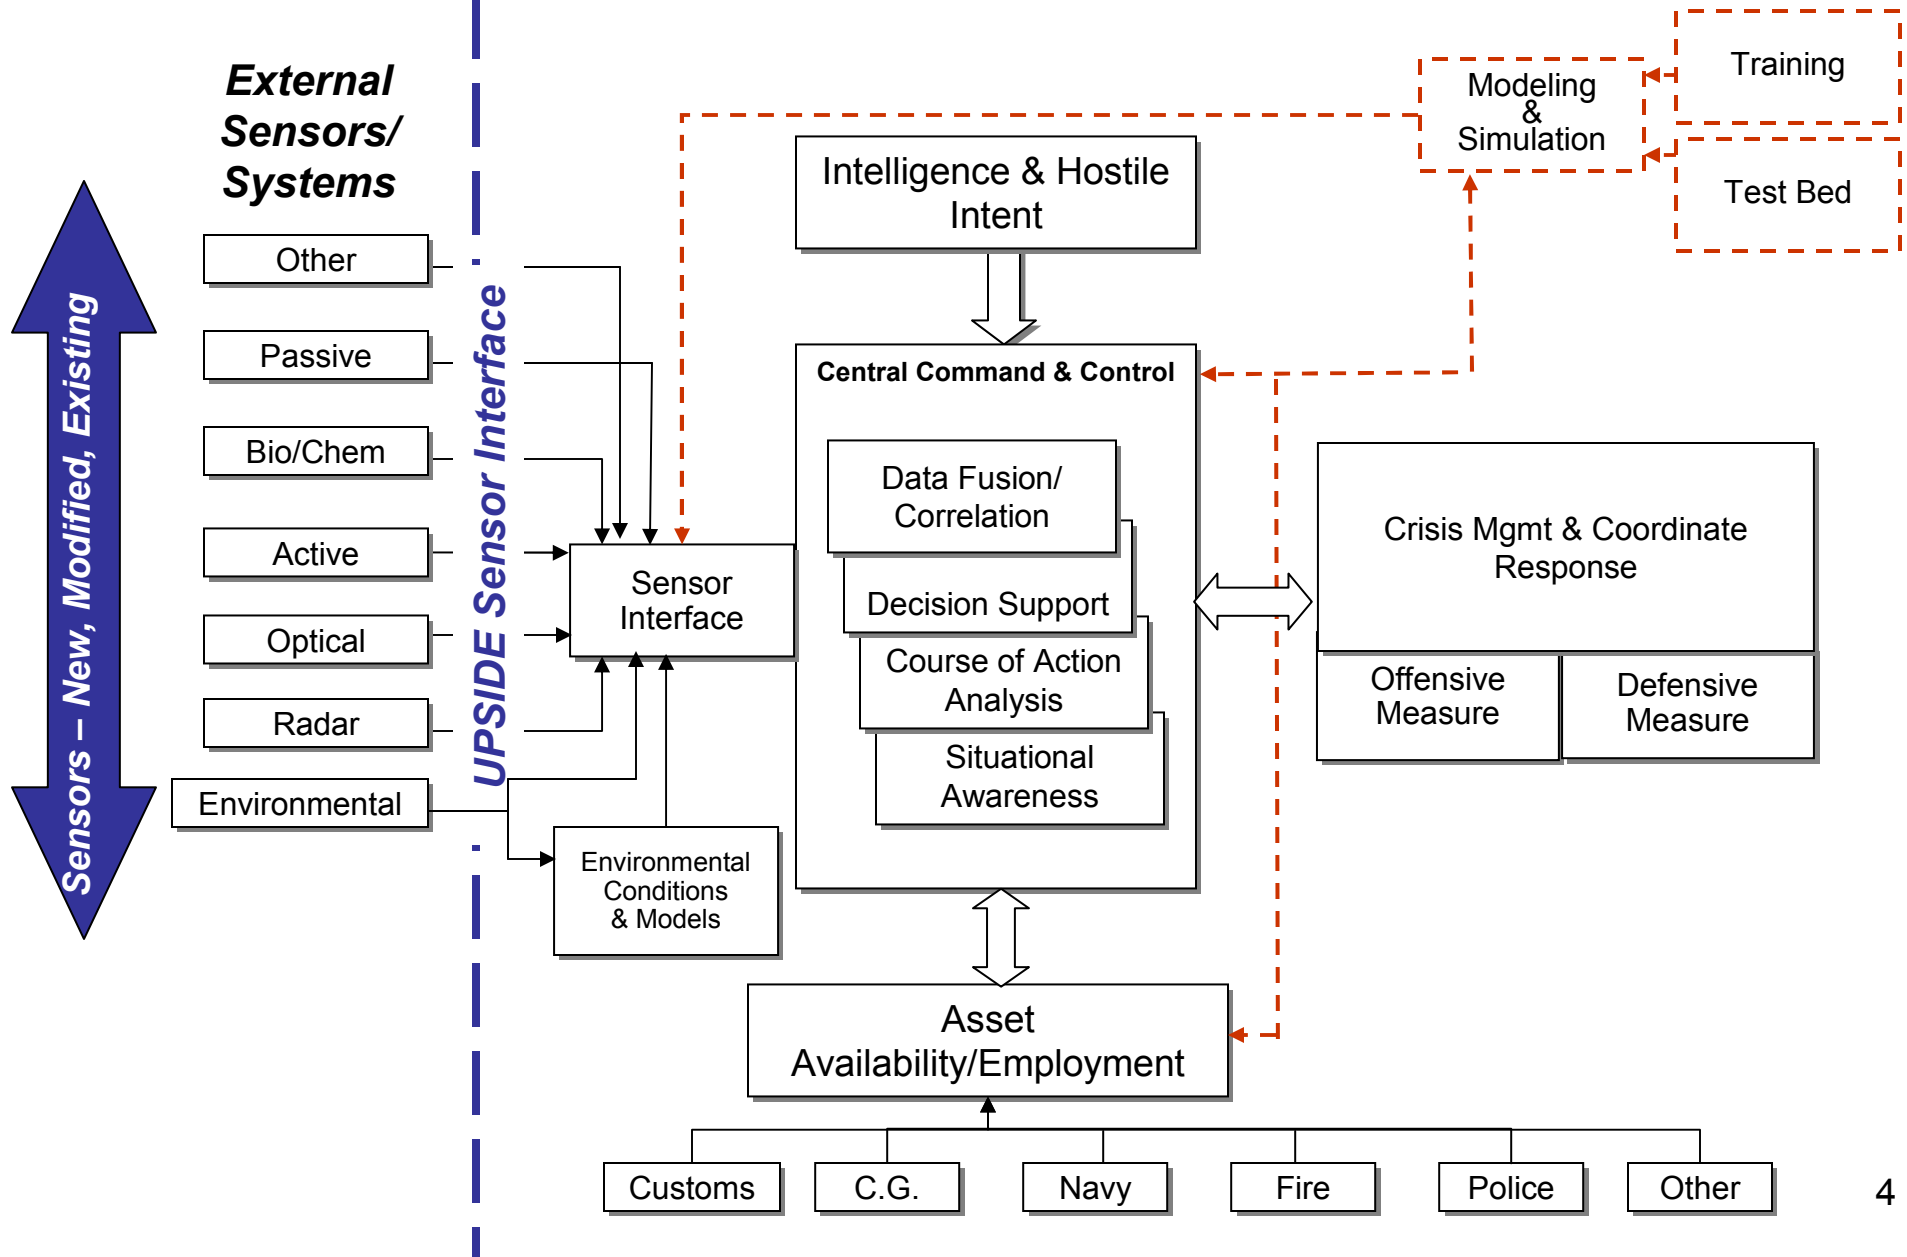 External
Sensors/
Systems
Sensors – New, Modified, Existing
Other
Passive
Bio/Chem
Active
Optical
Radar
Environmental
UPSIDE Sensor Interface
Sensor
Interface
Environmental
Conditions
& Models
Intelligence & Hostile
Intent
Central Command & Control
Data Fusion/
Correlation
Decision Support
Course of Action
Analysis
Situational
Awareness
Modeling
&
Simulation
Training
Test Bed
Crisis Mgmt & Coordinate
Response
Offensive
Measure
Defensive
Measure
Asset
Availability/Employment
Customs
C.G.
Navy
Fire
Police
Other
4